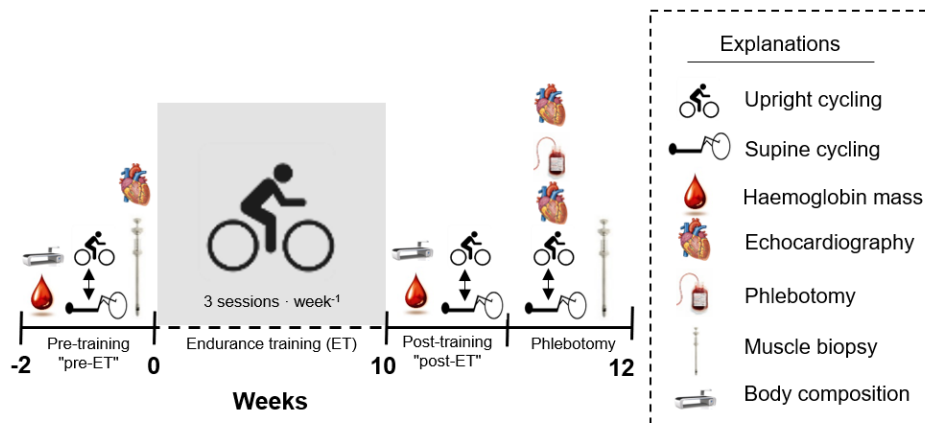 3 sessions · week⁻¹
Pre-training
"pre-ET"
Endurance training (ET)
Post-training
"post-ET"
Phlebotomy
-2
0
10
12
Weeks
Explanations
Upright cycling
Supine cycling
Haemoglobin mass
Echocardiography
Phlebotomy
Muscle biopsy
Body composition